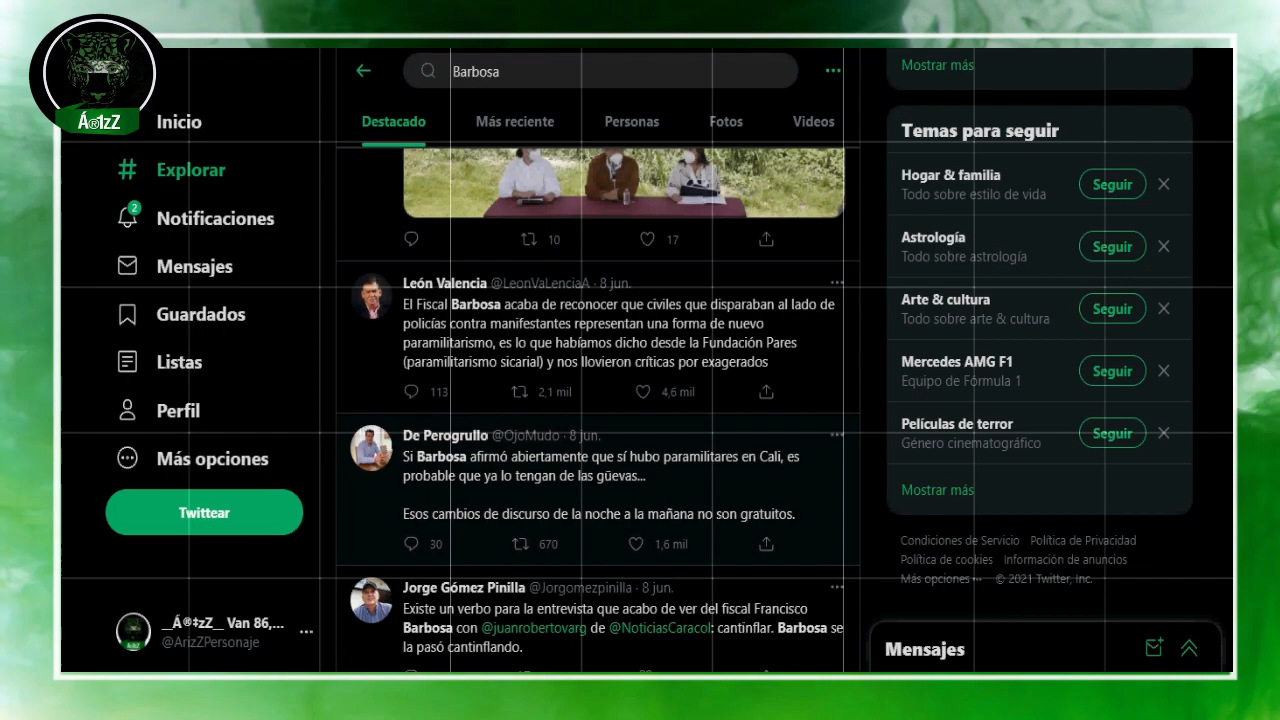 Á®‡zZ
Inicio
Explorar
2
Notificaciones
Mensajes
Guardados
Listas
Perfil
Más opciones
Twittear
__Á®‡zZ__ Van 86,...
@ArizZPersonaje
Barbosa
Destacado
Más reciente
Personas
Fotos
Videos
10
17
León Valencia @LeonVaLenciaA · 8 jun.
El Fiscal Barbosa acaba de reconocer que civiles que disparaban al lado de
policías contra manifestantes representan una forma de nuevo
paramilitarismo, es lo que habíamos dicho desde la Fundación Pares
(paramilitarismo sicarial) y nos llovieron críticas por exagerados
113
2,1 mil
4,6 mil
De Perogrullo @OjoMudo · 8 jun.
Si Barbosa afirmó abiertamente que sí hubo paramilitares en Cali, es
probable que ya lo tengan de las güevas...
Esos cambios de discurso de la noche a la mañana no son gratuitos.
30
670
1,6 mil
Jorge Gómez Pinilla @Jorgomezpinilla · 8 jun.
Existe un verbo para la entrevista que acabo de ver del fiscal Francisco
Barbosa con @juanrobertovarg de @NoticiasCaracol: cantinflar. Barbosa se
la pasó cantinflando.
Mostrar más
Temas para seguir
Hogar & familia
Todo sobre estilo de vida
Seguir
Astrología
Todo sobre astrología
Seguir
Arte & cultura
Todo sobre arte & cultura
Seguir
Mercedes AMG F1
Equipo de Fórmula 1
Seguir
Películas de terror
Género cinematográfico
Seguir
Mostrar más
Condiciones de Servicio Política de Privacidad
Política de cookies Información de anuncios
Más opciones ··· © 2021 Twitter, Inc.
Mensajes